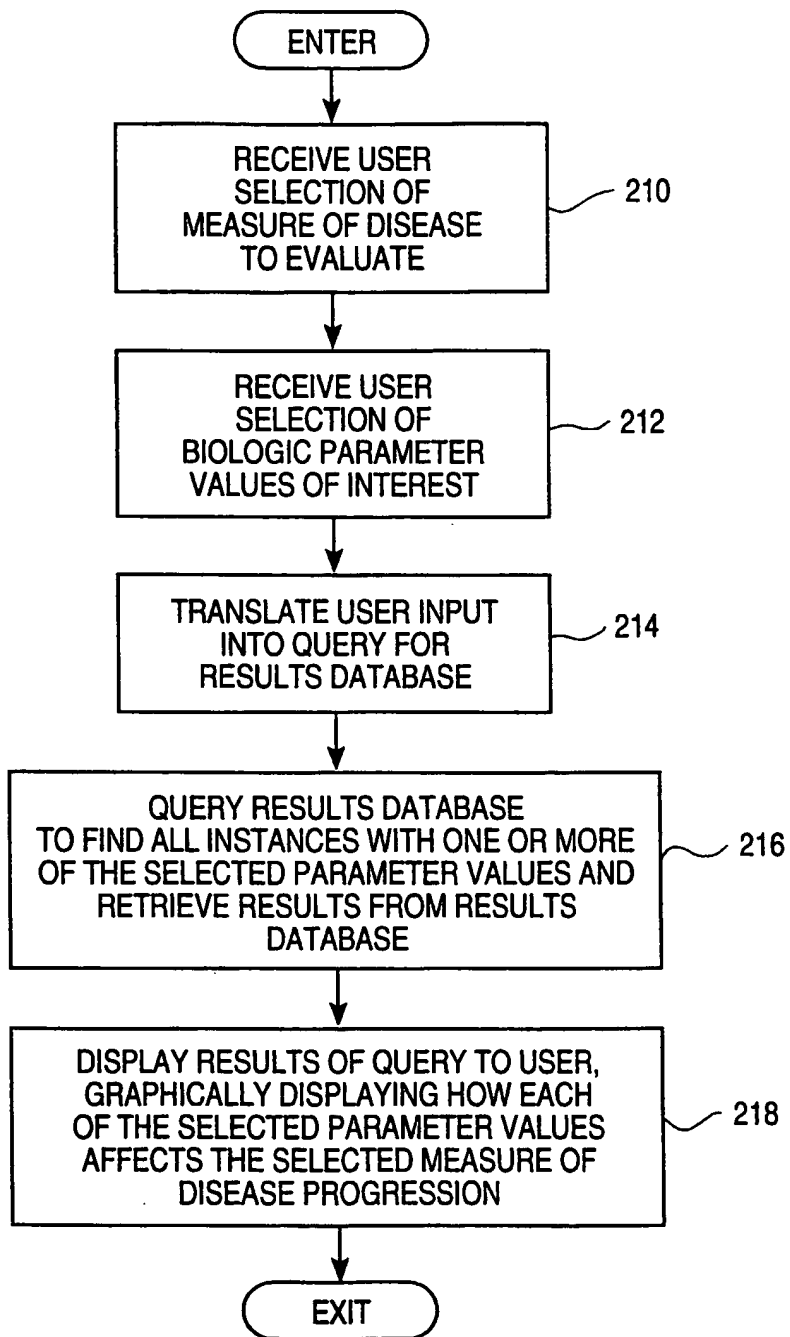 ENTER
RECEIVE USER
SELECTION OF
MEASURE OF DISEASE
TO EVALUATE
210
RECEIVE USER
SELECTION OF
BIOLOGIC PARAMETER
VALUES OF INTEREST
212
TRANSLATE USER INPUT
INTO QUERY FOR
RESULTS DATABASE
214
QUERY RESULTS DATABASE
TO FIND ALL INSTANCES WITH ONE OR MORE
OF THE SELECTED PARAMETER VALUES AND
RETRIEVE RESULTS FROM RESULTS
DATABASE
216
DISPLAY RESULTS OF QUERY TO USER,
GRAPHICALLY DISPLAYING HOW EACH
OF THE SELECTED PARAMETER VALUES
AFFECTS THE SELECTED MEASURE OF
DISEASE PROGRESSION
218
EXIT